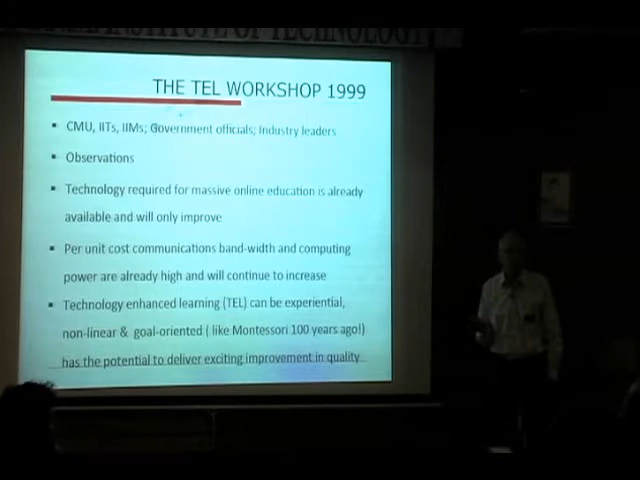 INSTITUTE OF TECHNOLOGY
THE TEL WORKSHOP 1999
CMU, IITs, IIMs; Government officials; Industry leaders
Observations
Technology required for massive online education is already
available and will only improve
Per unit cost communications band-width and computing
power are already high and will continue to increase
Technology enhanced learning (TEL) can be experiential,
non-linear & goal-oriented ( like Montessori 100 years ago!)
has the potential to deliver exciting improvement in quality